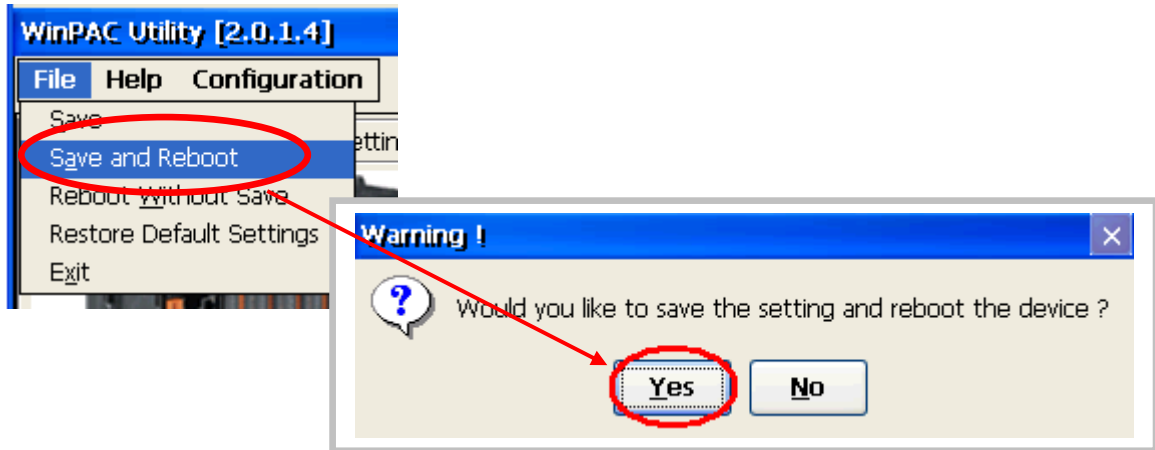 WinPAC Utility [2.0.1.4]
File Help Configuration
Save
Save and Reboot
Reboot Without Save
Restore Default Settings
Exit
Warning !
Would you like to save the setting and reboot the device ?
Yes No